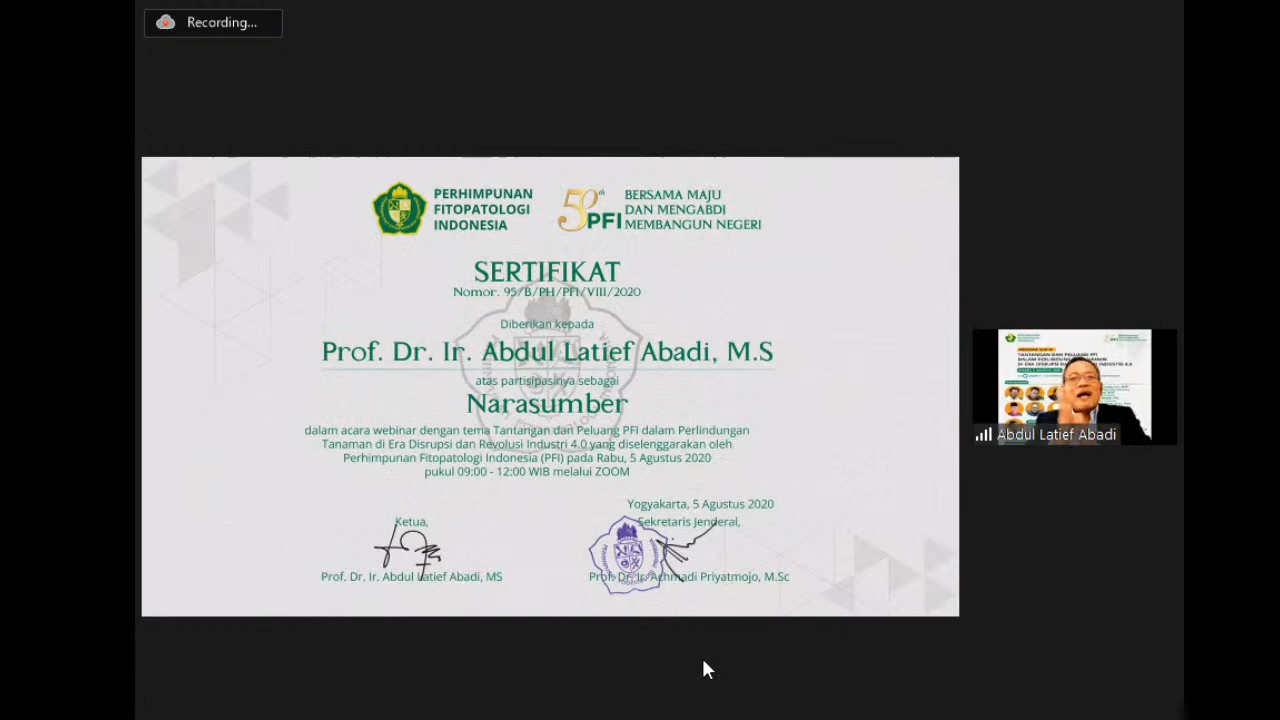 Recording...
PERHIMPUNAN
FITOPATOLOGI
INDONESIA
50th PFI
BERSAMA MAJU
DAN MENGABDI
MEMBANGUN NEGERI
SERTIFIKAT
Nomor. 95/B/PH/PFI/VIII/2020
Diberikan kepada
Prof. Dr. Ir. Abdul Latief Abadi, M.S
atas partisipasinya sebagai
Narasumber
dalam acara webinar dengan tema Tantangan dan Peluang PFI dalam Perlindungan
Tanaman di Era Disrupsi dan Revolusi Industri 4.0 yang diselenggarakan oleh
Perhimpunan Fitopatologi Indonesia (PFI) pada Rabu, 5 Agustus 2020
pukul 09:00 - 12:00 WIB melalui ZOOM
Yogyakarta, 5 Agustus 2020
Ketua,
Sekretaris Jenderal,
Prof. Dr. Ir. Abdul Latief Abadi, MS
Prof. Dr. Ir. Achmadi Priyatmojo, M.Sc
TANTANGAN DAN PELUANG PFI
Abdul Latief Abadi